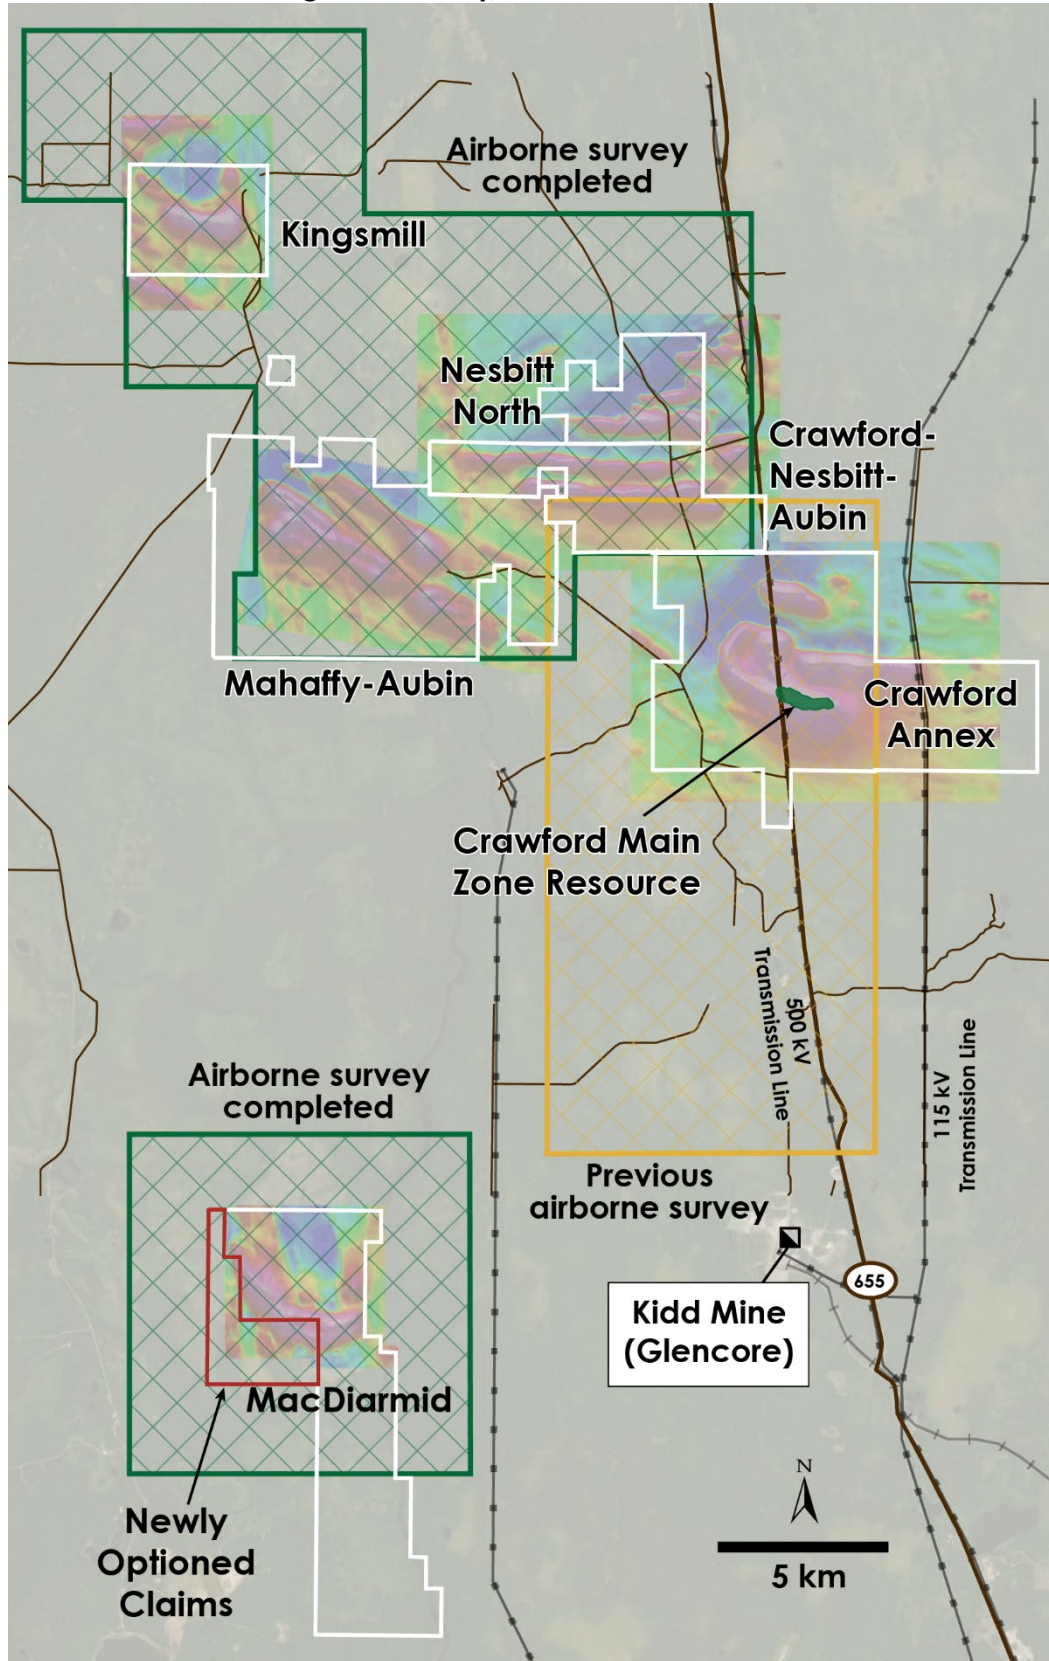 Airborne survey
completed
Kingsmill
Nesbitt
North
Crawford-
Nesbitt-
Aubin
Mahaffy-Aubin
Crawford
Annex
Crawford Main
Zone Resource
500 kV
Transmission Line
115 kV
Transmission Line
Airborne survey
completed
Previous
airborne survey
655
Kidd Mine
(Glencore)
MacDiarmid
Newly
Optioned
Claims
N
5 km